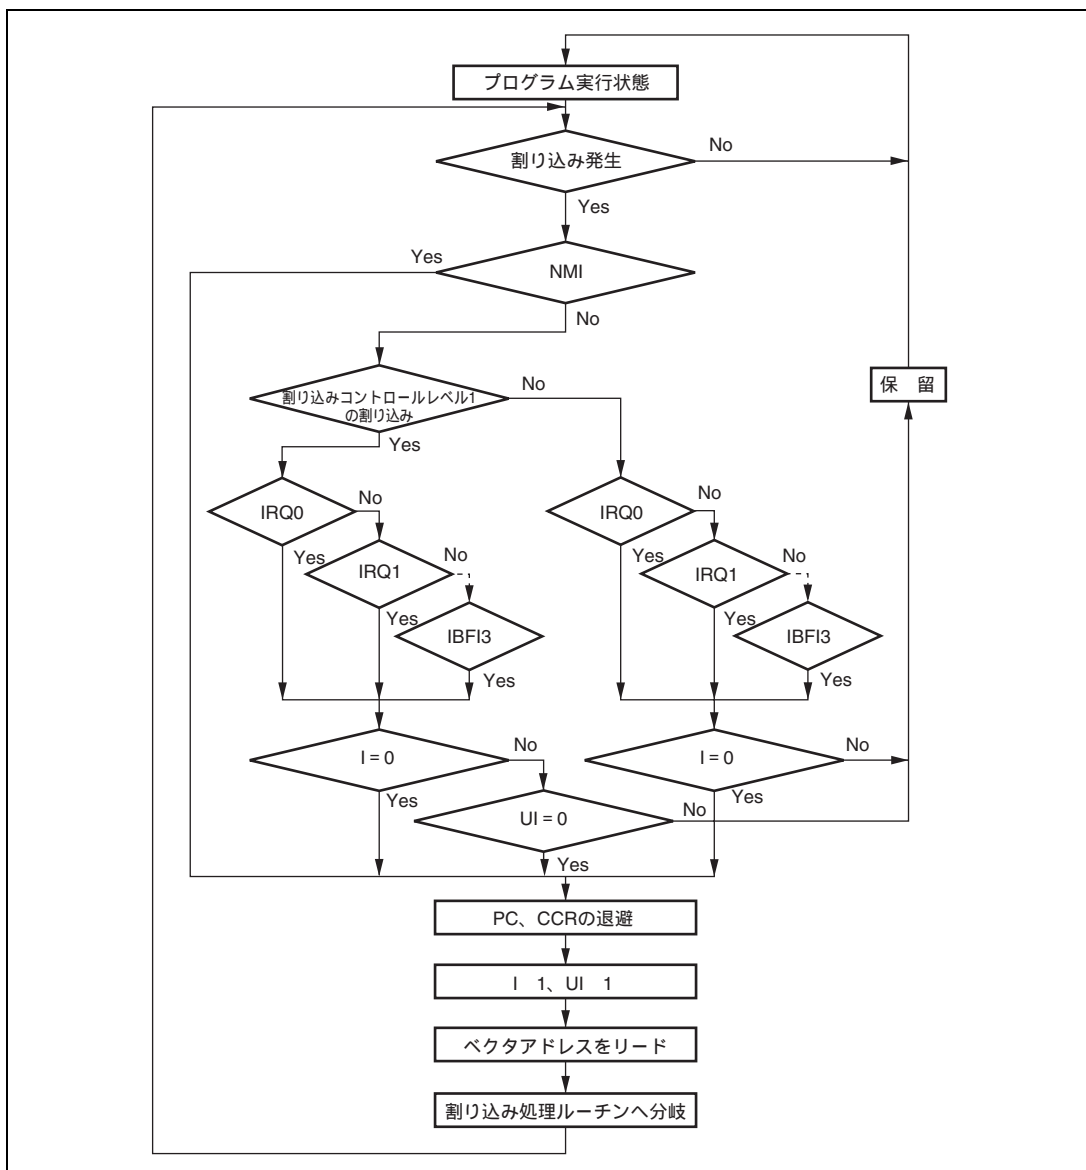 プログラム実行状態
割り込み発生
No
Yes
Yes
NMI
No
割り込みコントロールレベル1
の割り込み
No
保 留
Yes
IRQ0
No
IRQ0
No
Yes
IRQ1
No
Yes
IRQ1
No
Yes
IBFI3
Yes
IBFI3
Yes
Yes
I = 0
No
I = 0
No
Yes
Yes
UI = 0
No
Yes
PC、CCRの退避
I 1、UI 1
ベクタアドレスをリード
割り込み処理ルーチンへ分岐